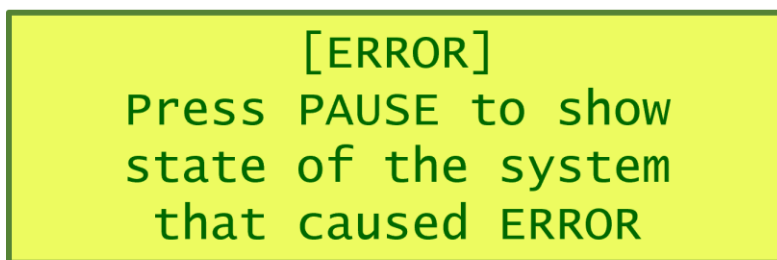 [ERROR]
Press PAUSE to show
state of the system
that caused ERROR